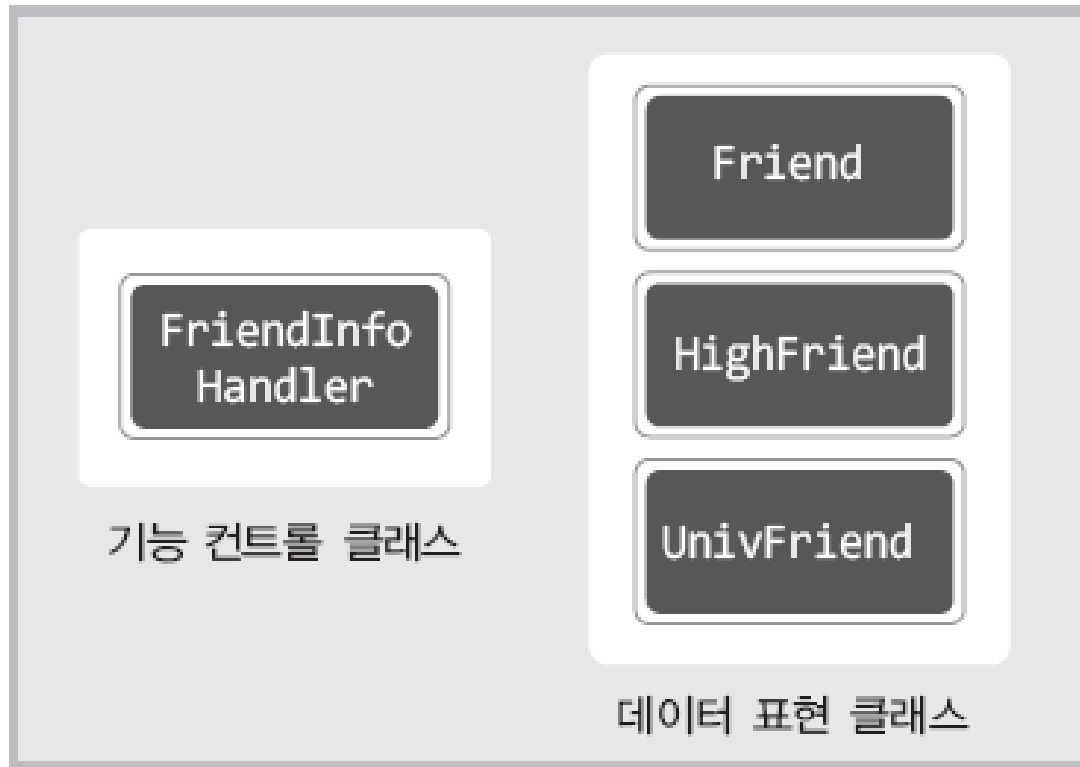 FriendInfo
Handler
기능 컨트롤 클래스
Friend
HighFriend
UnivFriend
데이터 표현 클래스